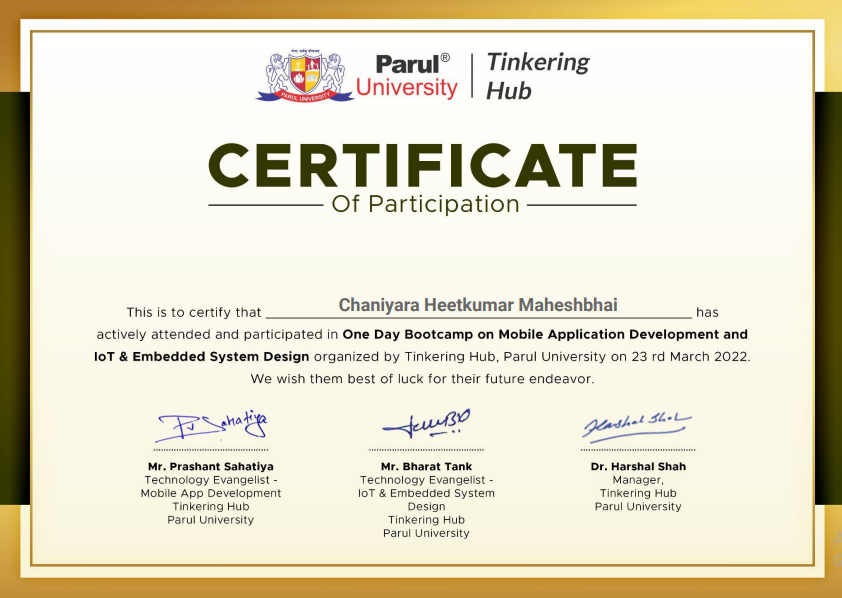 PARUL UNIVERSITY
Parul®
University
Tinkering
Hub
CERTIFICATE
Of Participation
This is to certify that Chaniyara Heetkumar Maheshbhai has
actively attended and participated in One Day Bootcamp on Mobile Application Development and
IoT & Embedded System Design organized by Tinkering Hub, Parul University on 23 rd March 2022.
We wish them best of luck for their future endeavor.
Harshal Shah
Mr. Prashant Sahatiya
Technology Evangelist -
Mobile App Development
Tinkering Hub
Parul University
Mr. Bharat Tank
Technology Evangelist -
IoT & Embedded System
Design
Tinkering Hub
Parul University
Dr. Harshal Shah
Manager,
Tinkering Hub
Parul University